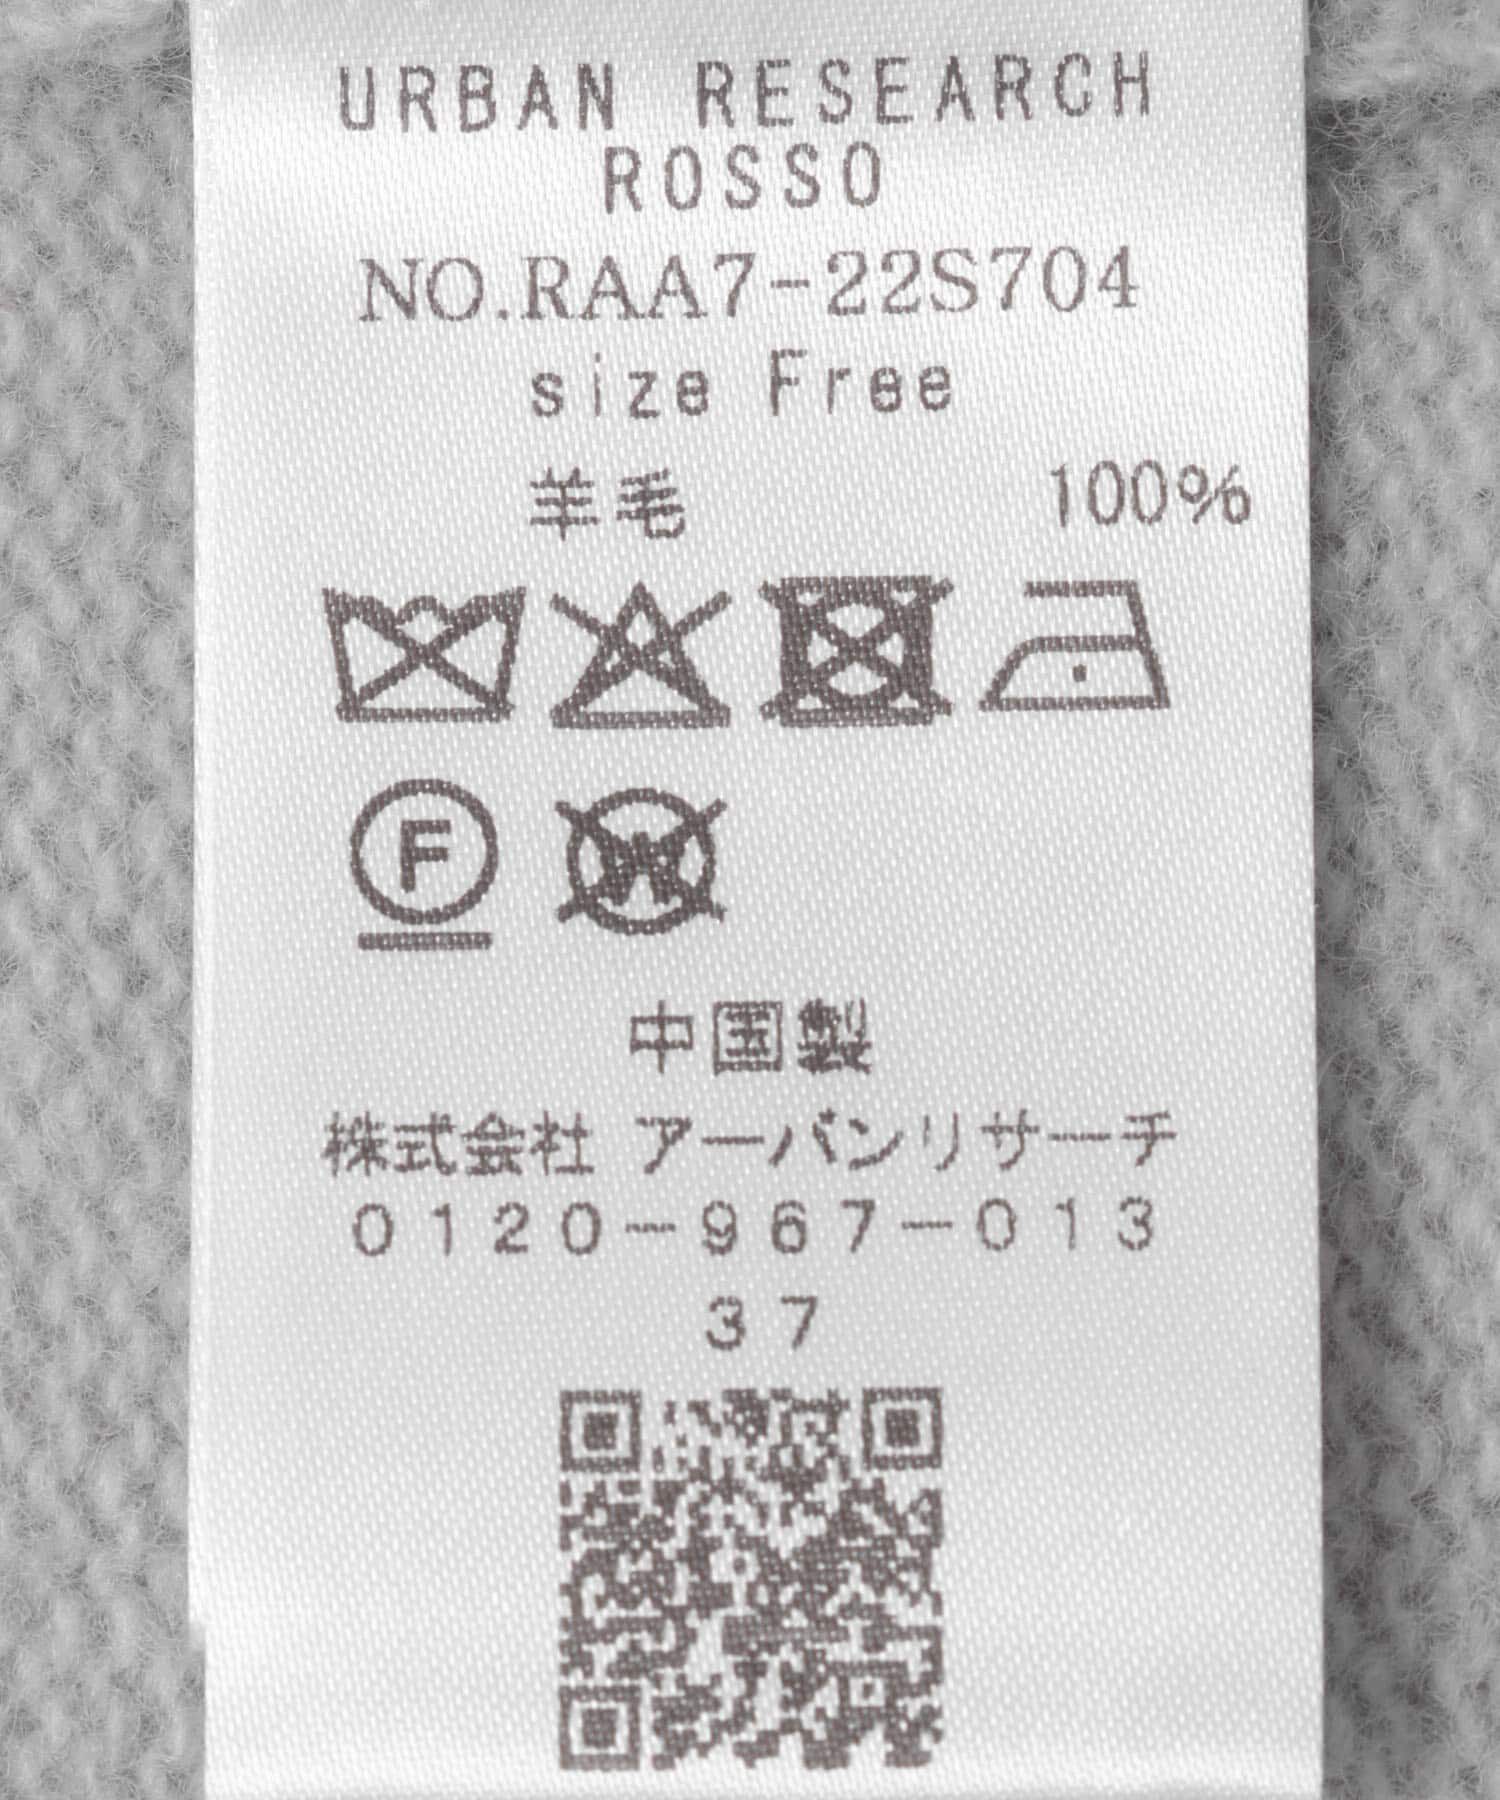 URBAN RESEARCH
ROSSO
NO.RAA7-22S704
size Free
羊毛 100%
F
W
中国製
株式会社 アーバンリサーチ
0120-967-013
37